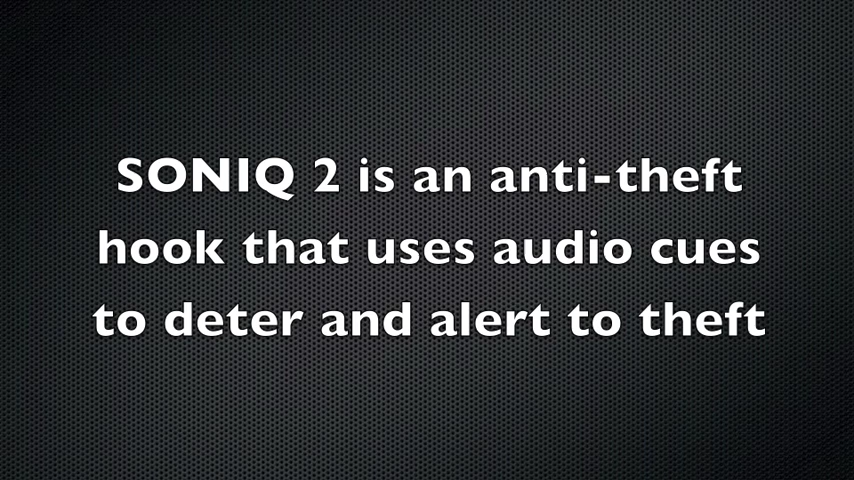 SONIQ 2 is an anti-theft
hook that uses audio cues
to deter and alert to theft